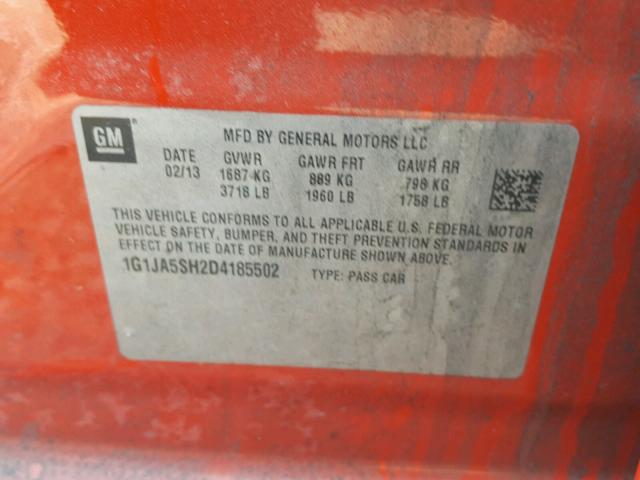 GM
MFD BY GENERAL MOTORS LLC
DATE GVWR GAWR FRT GAWR RR
02/13 1687 KG 889 KG 798 KG
3718 LB 1960 LB 1758 LB
THIS VEHICLE CONFORMS TO ALL APPLICABLE U.S. FEDERAL MOTOR
VEHICLE SAFETY, BUMPER, AND THEFT PREVENTION STANDARDS IN
EFFECT ON THE DATE OF MANUFACTURE SHOWN ABOVE.
1G1JA5SH2D4185502 TYPE: PASS CAR